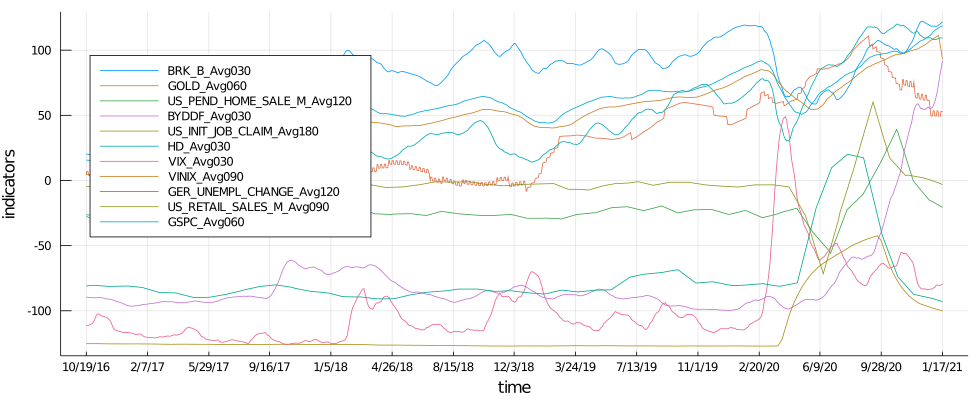 100
50
0
-50
-100
indicators
BRK_B_Avg030
GOLD_Avg060
US_PEND_HOME_SALE_M_Avg120
BYDDF_Avg030
US_INIT_JOB_CLAIM_Avg180
HD_Avg030
VIX_Avg030
VINIX_Avg090
GER_UNEMPL_CHANGE_Avg120
US_RETAIL_SALES_M_Avg090
GSPC_Avg060
10/19/16 2/7/17 5/29/17 9/16/17 1/5/18 4/26/18 8/15/18 12/3/18 3/24/19 7/13/19 11/1/19 2/20/20 6/9/20 9/28/20 1/17/21
time